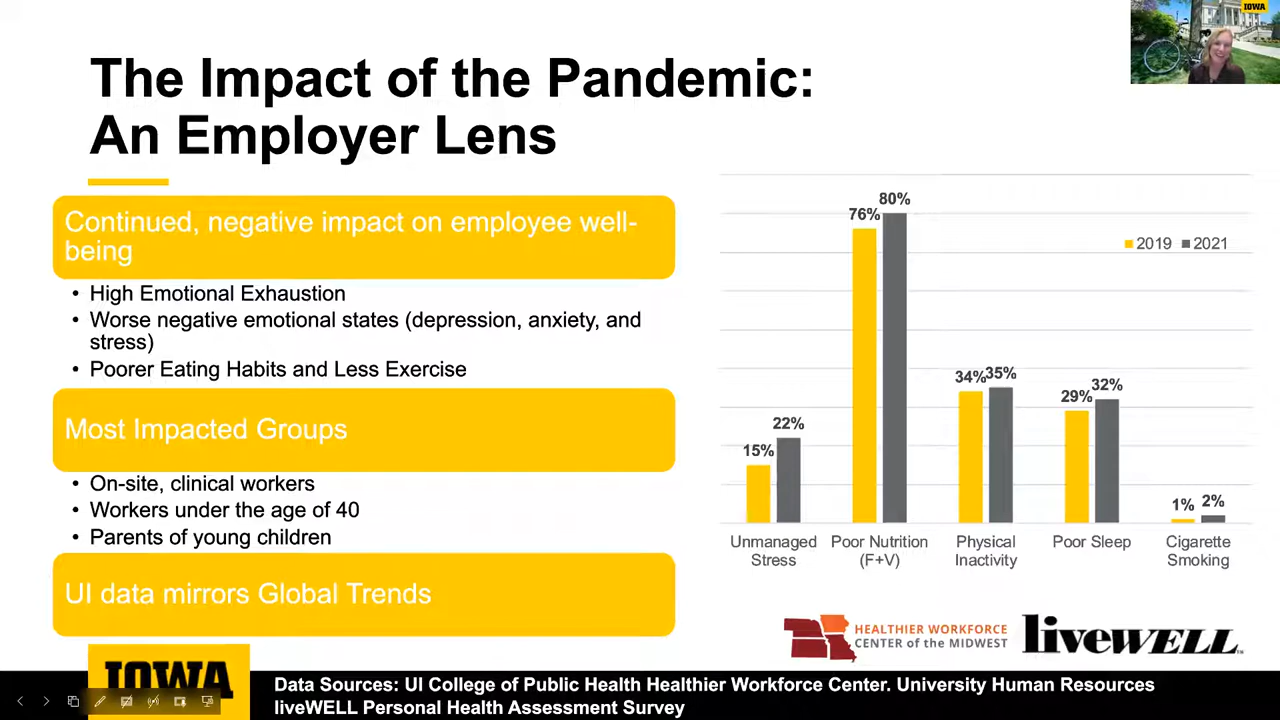 IOWA
The Impact of the Pandemic:
An Employer Lens
Continued, negative impact on employee well-
being
• High Emotional Exhaustion
• Worse negative emotional states (depression, anxiety, and
stress)
• Poorer Eating Habits and Less Exercise
Most Impacted Groups
• On-site, clinical workers
• Workers under the age of 40
• Parents of young children
UI data mirrors Global Trends
2019 2021
15% 22%
76% 80%
34% 35%
29% 32%
1% 2%
Unmanaged
Stress
Poor Nutrition
(F+V)
Physical
Inactivity
Poor Sleep
Cigarette
Smoking
HEALTHIER WORKFORCE
CENTER of the MIDWEST
livewELL™
IOWA
Data Sources: UI College of Public Health Healthier Workforce Center. University Human Resources
liveWELL Personal Health Assessment Survey